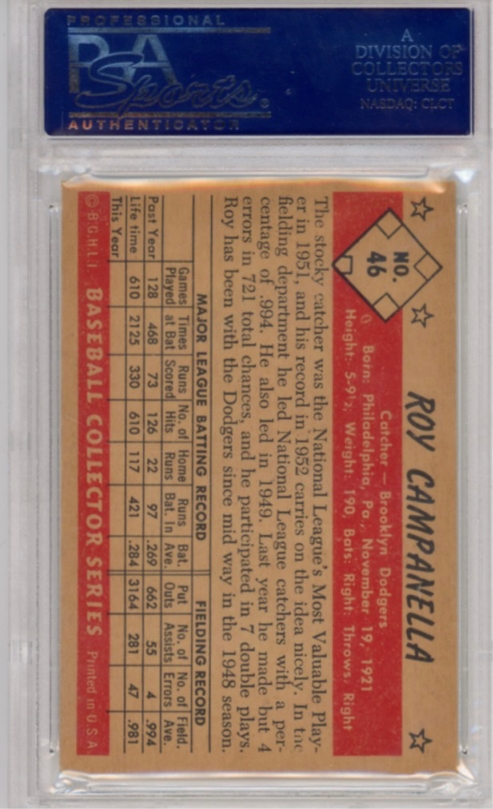 PROFESSIONAL
PSA
Sports
AUTHENTICATOR
A
DIVISION OF
COLLECTORS
UNIVERSE
NASDAQ: CLCT
NO.
46
ROY CAMPANELLA
Catcher — Brooklyn Dodgers
Born: Philadelphia, Pa., November 19, 1921
Height: 5-9½, Weight: 190, Bats: Right: Throws: Right
The stocky catcher was the National League's Most Valuable Play-
er in 1951, and his record in 1952 carries on the idea nicely. In the
fielding department he led National League catchers with a per-
centage of .994. He also led in 1949. Last year he made but 4
errors in 721 total chances, and he participated in 7 double plays.
Roy has been with the Dodgers since mid way in the 1948 season.
MAJOR LEAGUE BATTING RECORD FIELDING RECORD
Games Times Runs No. of Home Runs Bat. Put No. of No. of Field.
Played at Bat Scored Hits Runs Bat. In Ave. Outs Assists Errors Ave.
Past Year 128 468 73 126 22 97 .269 662 55 4 .994
Life time 610 2125 330 610 117 421 .284 3164 281 47 .981
This Year
© B.G.H.L.I. BASEBALL COLLECTOR SERIES Printed in U.S.A